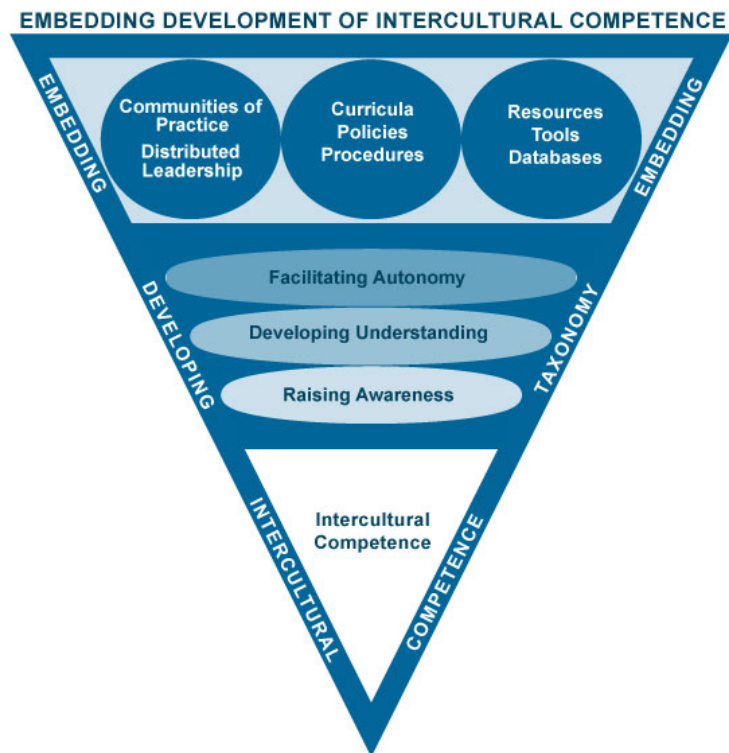 EMBEDDING DEVELOPMENT OF INTERCULTURAL COMPETENCE
EMBEDDING
Communities of
Practice
Distributed
Leadership
Curricula
Policies
Procedures
Resources
Tools
Databases
EMBEDDING
DEVELOPING
Facilitating Autonomy
Developing Understanding
Raising Awareness
TAXONOMY
INTERCULTURAL
Intercultural
Competence
COMPETENCE